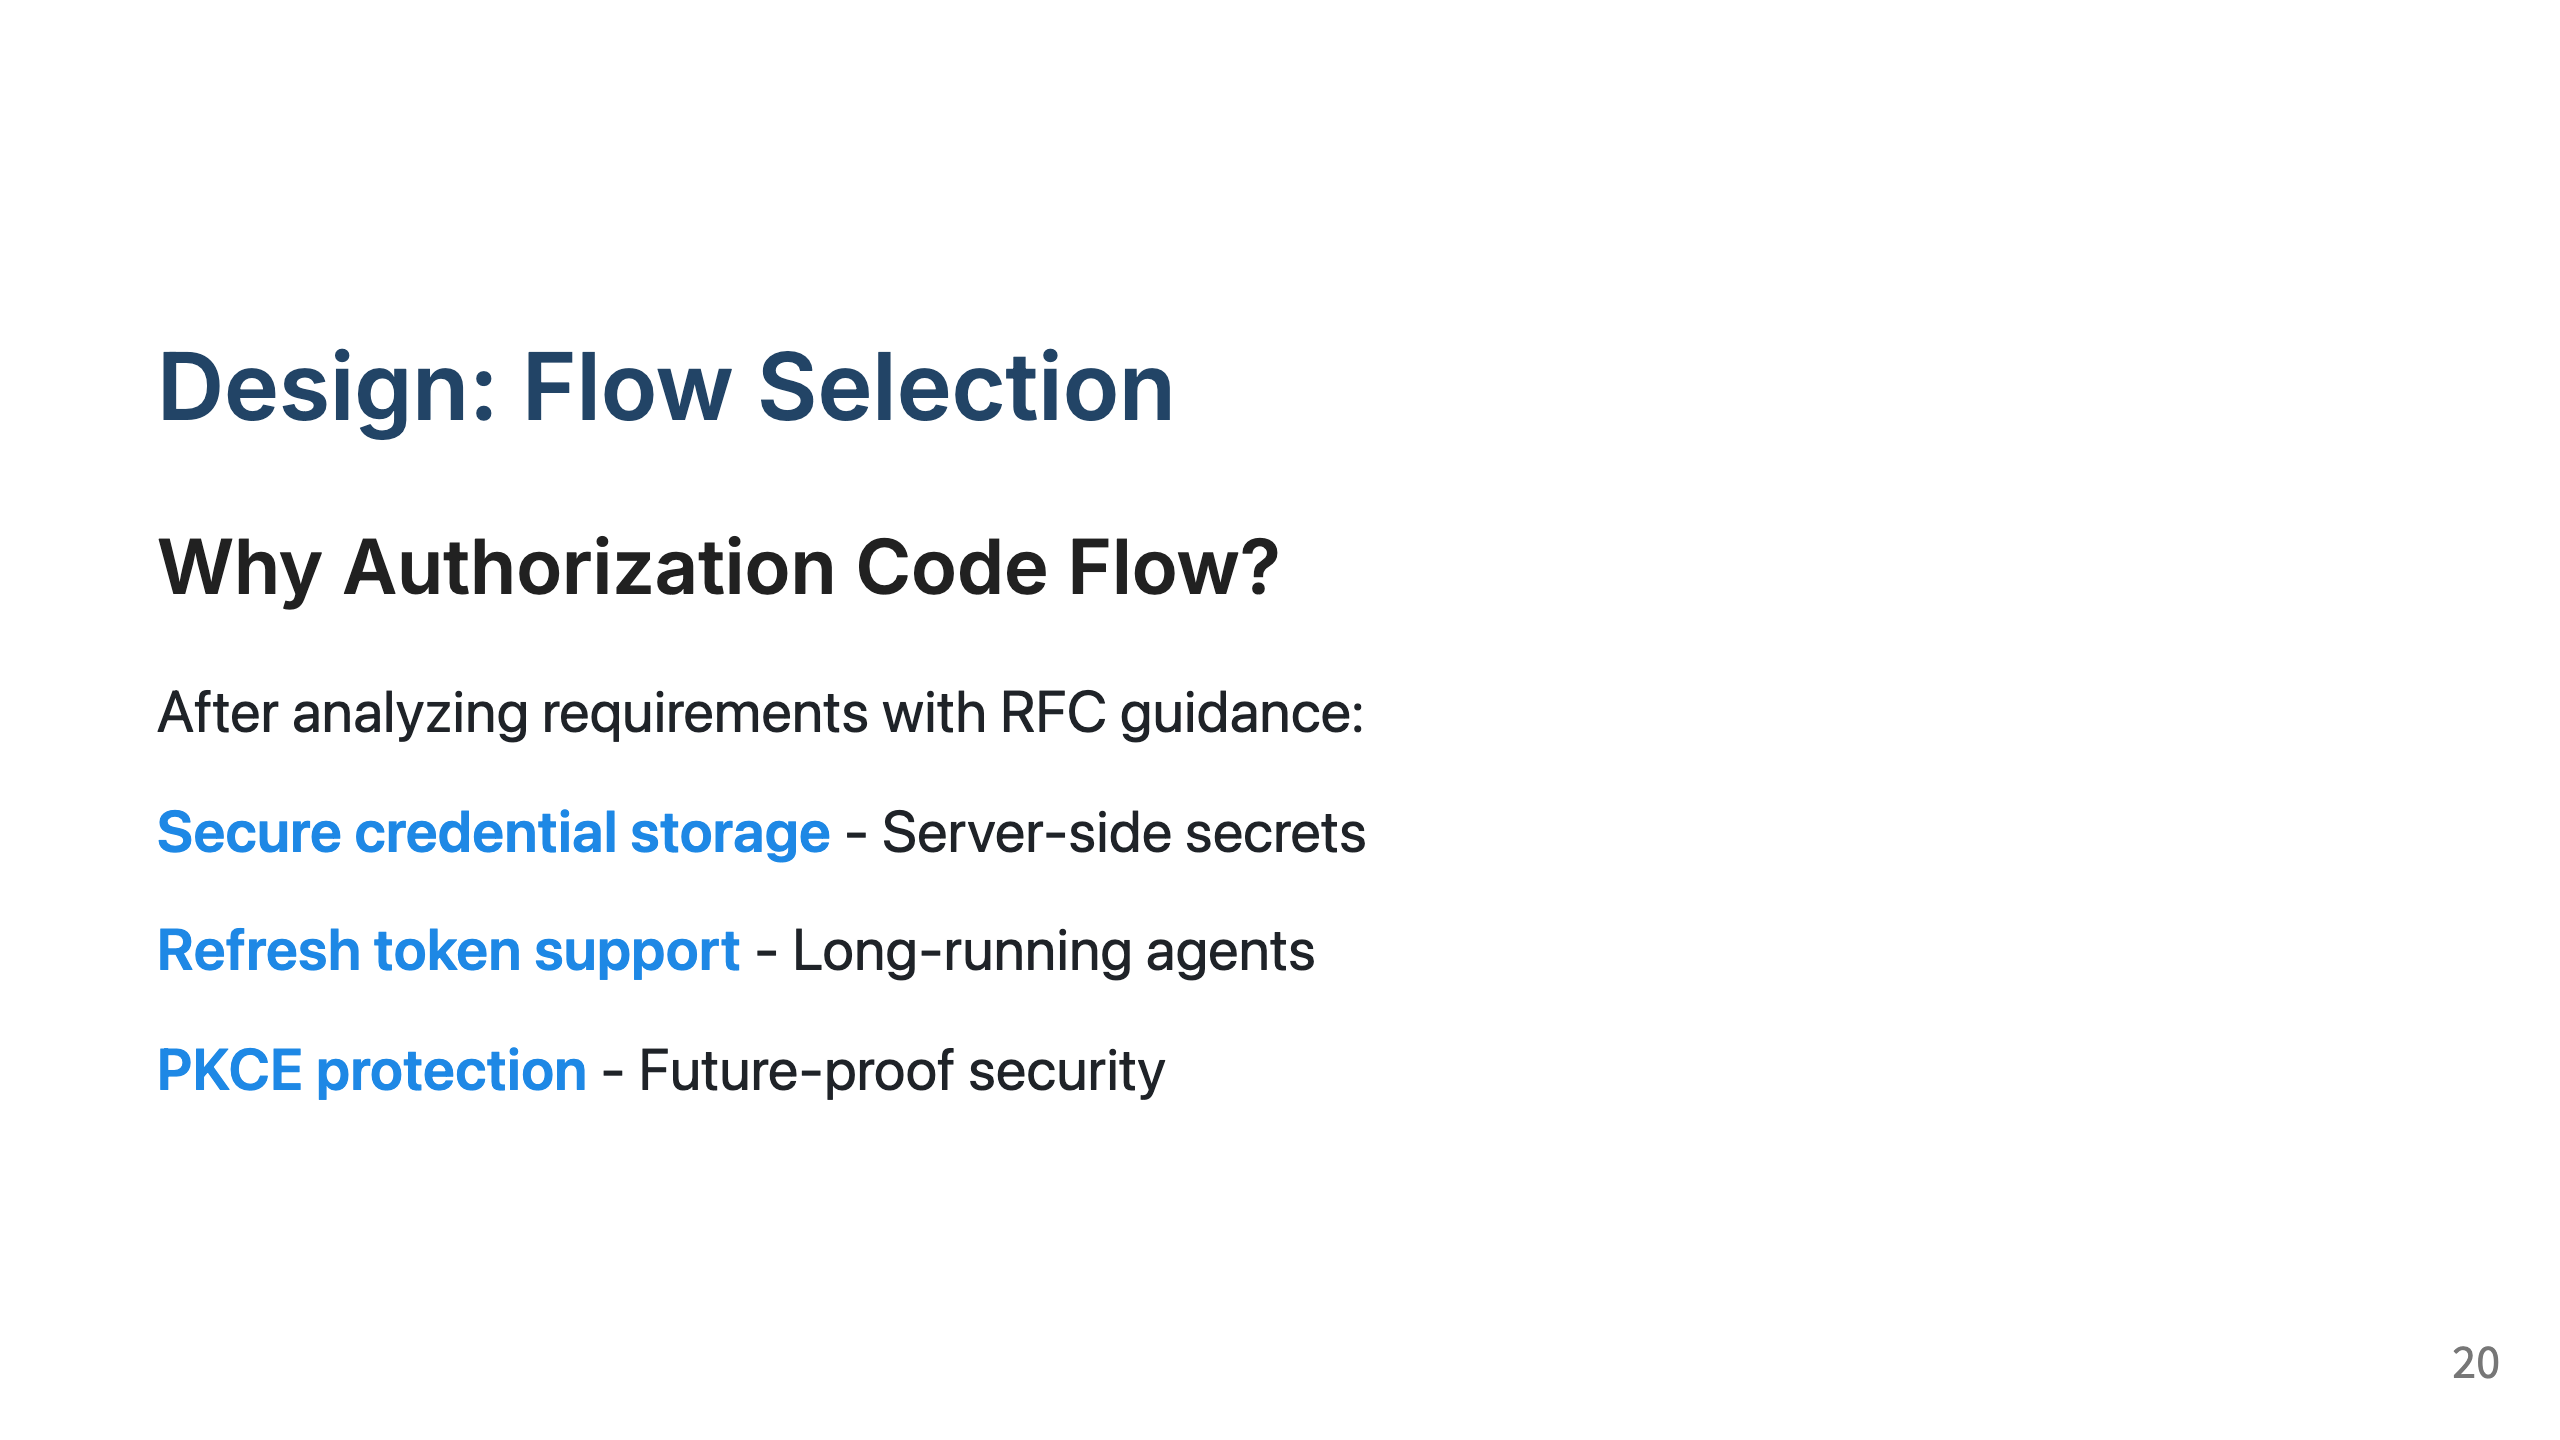 Design: Flow Selection
Why Authorization Code Flow?
After analyzing requirements with RFC guidance:
Secure credential storage - Server-side secrets
Refresh token support - Long-running agents
PKCE protection - Future-proof security
20